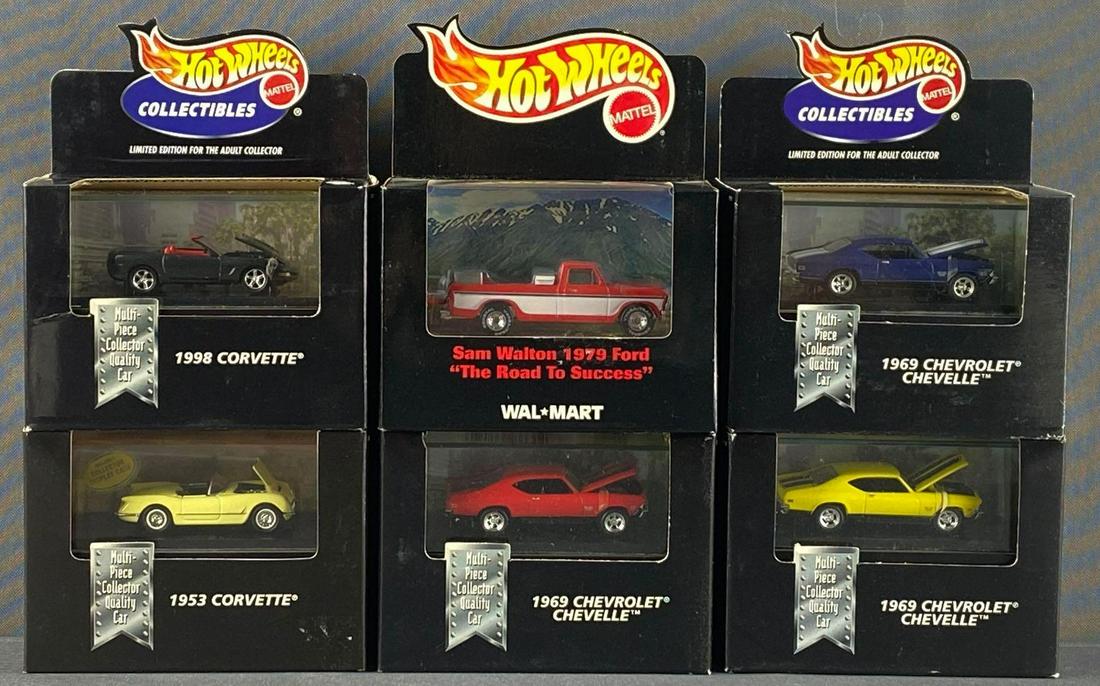 HOT WHEELS
MATTEL
COLLECTIBLES ®
LIMITED EDITION FOR THE ADULT COLLECTOR
Multi-
Piece
Collector
Quality
Car
1998 CORVETTE®
HOT WHEELS
MATTEL ®
Sam Walton 1979 Ford
"The Road To Success"
WAL★MART
HOT WHEELS
MATTEL
COLLECTIBLES ®
LIMITED EDITION FOR THE ADULT COLLECTOR
Multi-
Piece
Collector
Quality
Car
1969 CHEVROLET®
CHEVELLE™
COLLECTOR
Multi-
Piece
Collector
Quality
Car
1953 CORVETTE®
Multi-
Piece
Collector
Quality
Car
1969 CHEVROLET®
CHEVELLE™
Multi-
Piece
Collector
Quality
Car
1969 CHEVROLET®
CHEVELLE™